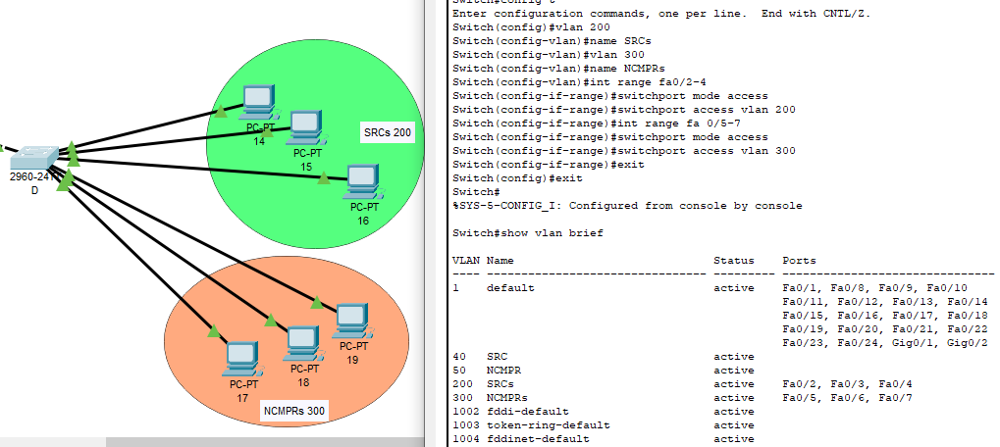 SRCs 200
PC-PT
14
PC-PT
15
PC-PT
16
2960-24
D
PC-PT
19
PC-PT
18
PC-PT
17
NCMPRs 300
Switch#config t
Enter configuration commands, one per line.  End with CNTL/Z.
Switch(config)#vlan 200
Switch(config-vlan)#name SRCs
Switch(config-vlan)#vlan 300
Switch(config-vlan)#name NCMPRs
Switch(config-vlan)#int range fa0/2-4
Switch(config-if-range)#switchport mode access
Switch(config-if-range)#switchport access vlan 200
Switch(config-if-range)#int range fa 0/5-7
Switch(config-if-range)#switchport mode access
Switch(config-if-range)#switchport access vlan 300
Switch(config-if-range)#exit
Switch(config)#exit
Switch#
%SYS-5-CONFIG_I: Configured from console by console
Switch#show vlan brief
VLAN Name Status Ports
---- -------------------------------- --------- -------------------------------
1 default active Fa0/1, Fa0/8, Fa0/9, Fa0/10
Fa0/11, Fa0/12, Fa0/13, Fa0/14
Fa0/15, Fa0/16, Fa0/17, Fa0/18
Fa0/19, Fa0/20, Fa0/21, Fa0/22
Fa0/23, Fa0/24, Gig0/1, Gig0/2
40 SRC active
50 NCMPR active
200 SRCs active Fa0/2, Fa0/3, Fa0/4
300 NCMPRs active Fa0/5, Fa0/6, Fa0/7
1002 fddi-default active
1003 token-ring-default active
1004 fddinet-default active